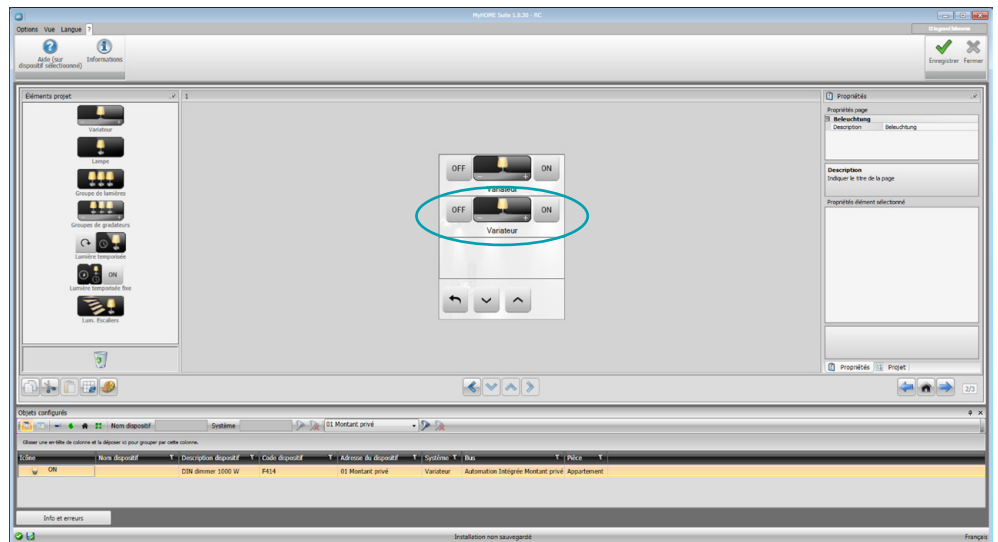 MyHOME Suite 1.0.20 - RC
Options Vue Langue ?
Aide (sur dispositif sélectionné)
Informations
Enregistrer Fermer
Éléments projet
1
Propriétés
Variateur
Lampe
Groupe de lumières
Groupes de gradateurs
Lumière temporisée
ON
Lumière temporisée fixe
Lum. Escaliers
OFF ON
Variateur
OFF ON
Variateur
Propriétés page
Beleuchtung
Description Beleuchtung
Description
Indiquer le titre de la page
Propriétés élément sélectionné
Propriétés Projet
2/3
Objets configurés
Nom dispositif Système 01 Montant privé
Glisser une en-tête de colonne et la déposer ici pour grouper par cette colonne.
Icône Nom dispositif Description dispositif Code dispositif Adresse du dispositif Système Bus Pièce
ON DIN dimmer 1000 W F414 01 Montant privé Variateur Automation Intégrée Montant privé Appartement
Info et erreurs
Installation non sauvegardé
Français